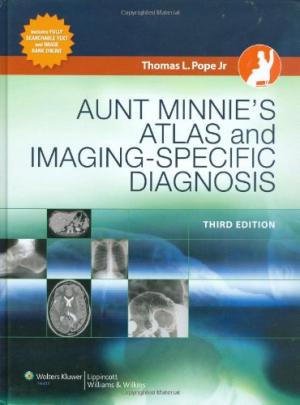 Includes FULLY
SEARCHABLE TEXT
and IMAGE
BANK ONLINE
Thomas L. Pope Jr
AUNT MINNIE'S
ATLAS and
IMAGING-SPECIFIC
DIAGNOSIS
THIRD EDITION
Wolters Kluwer
Health
Lippincott
Williams & Wilkins